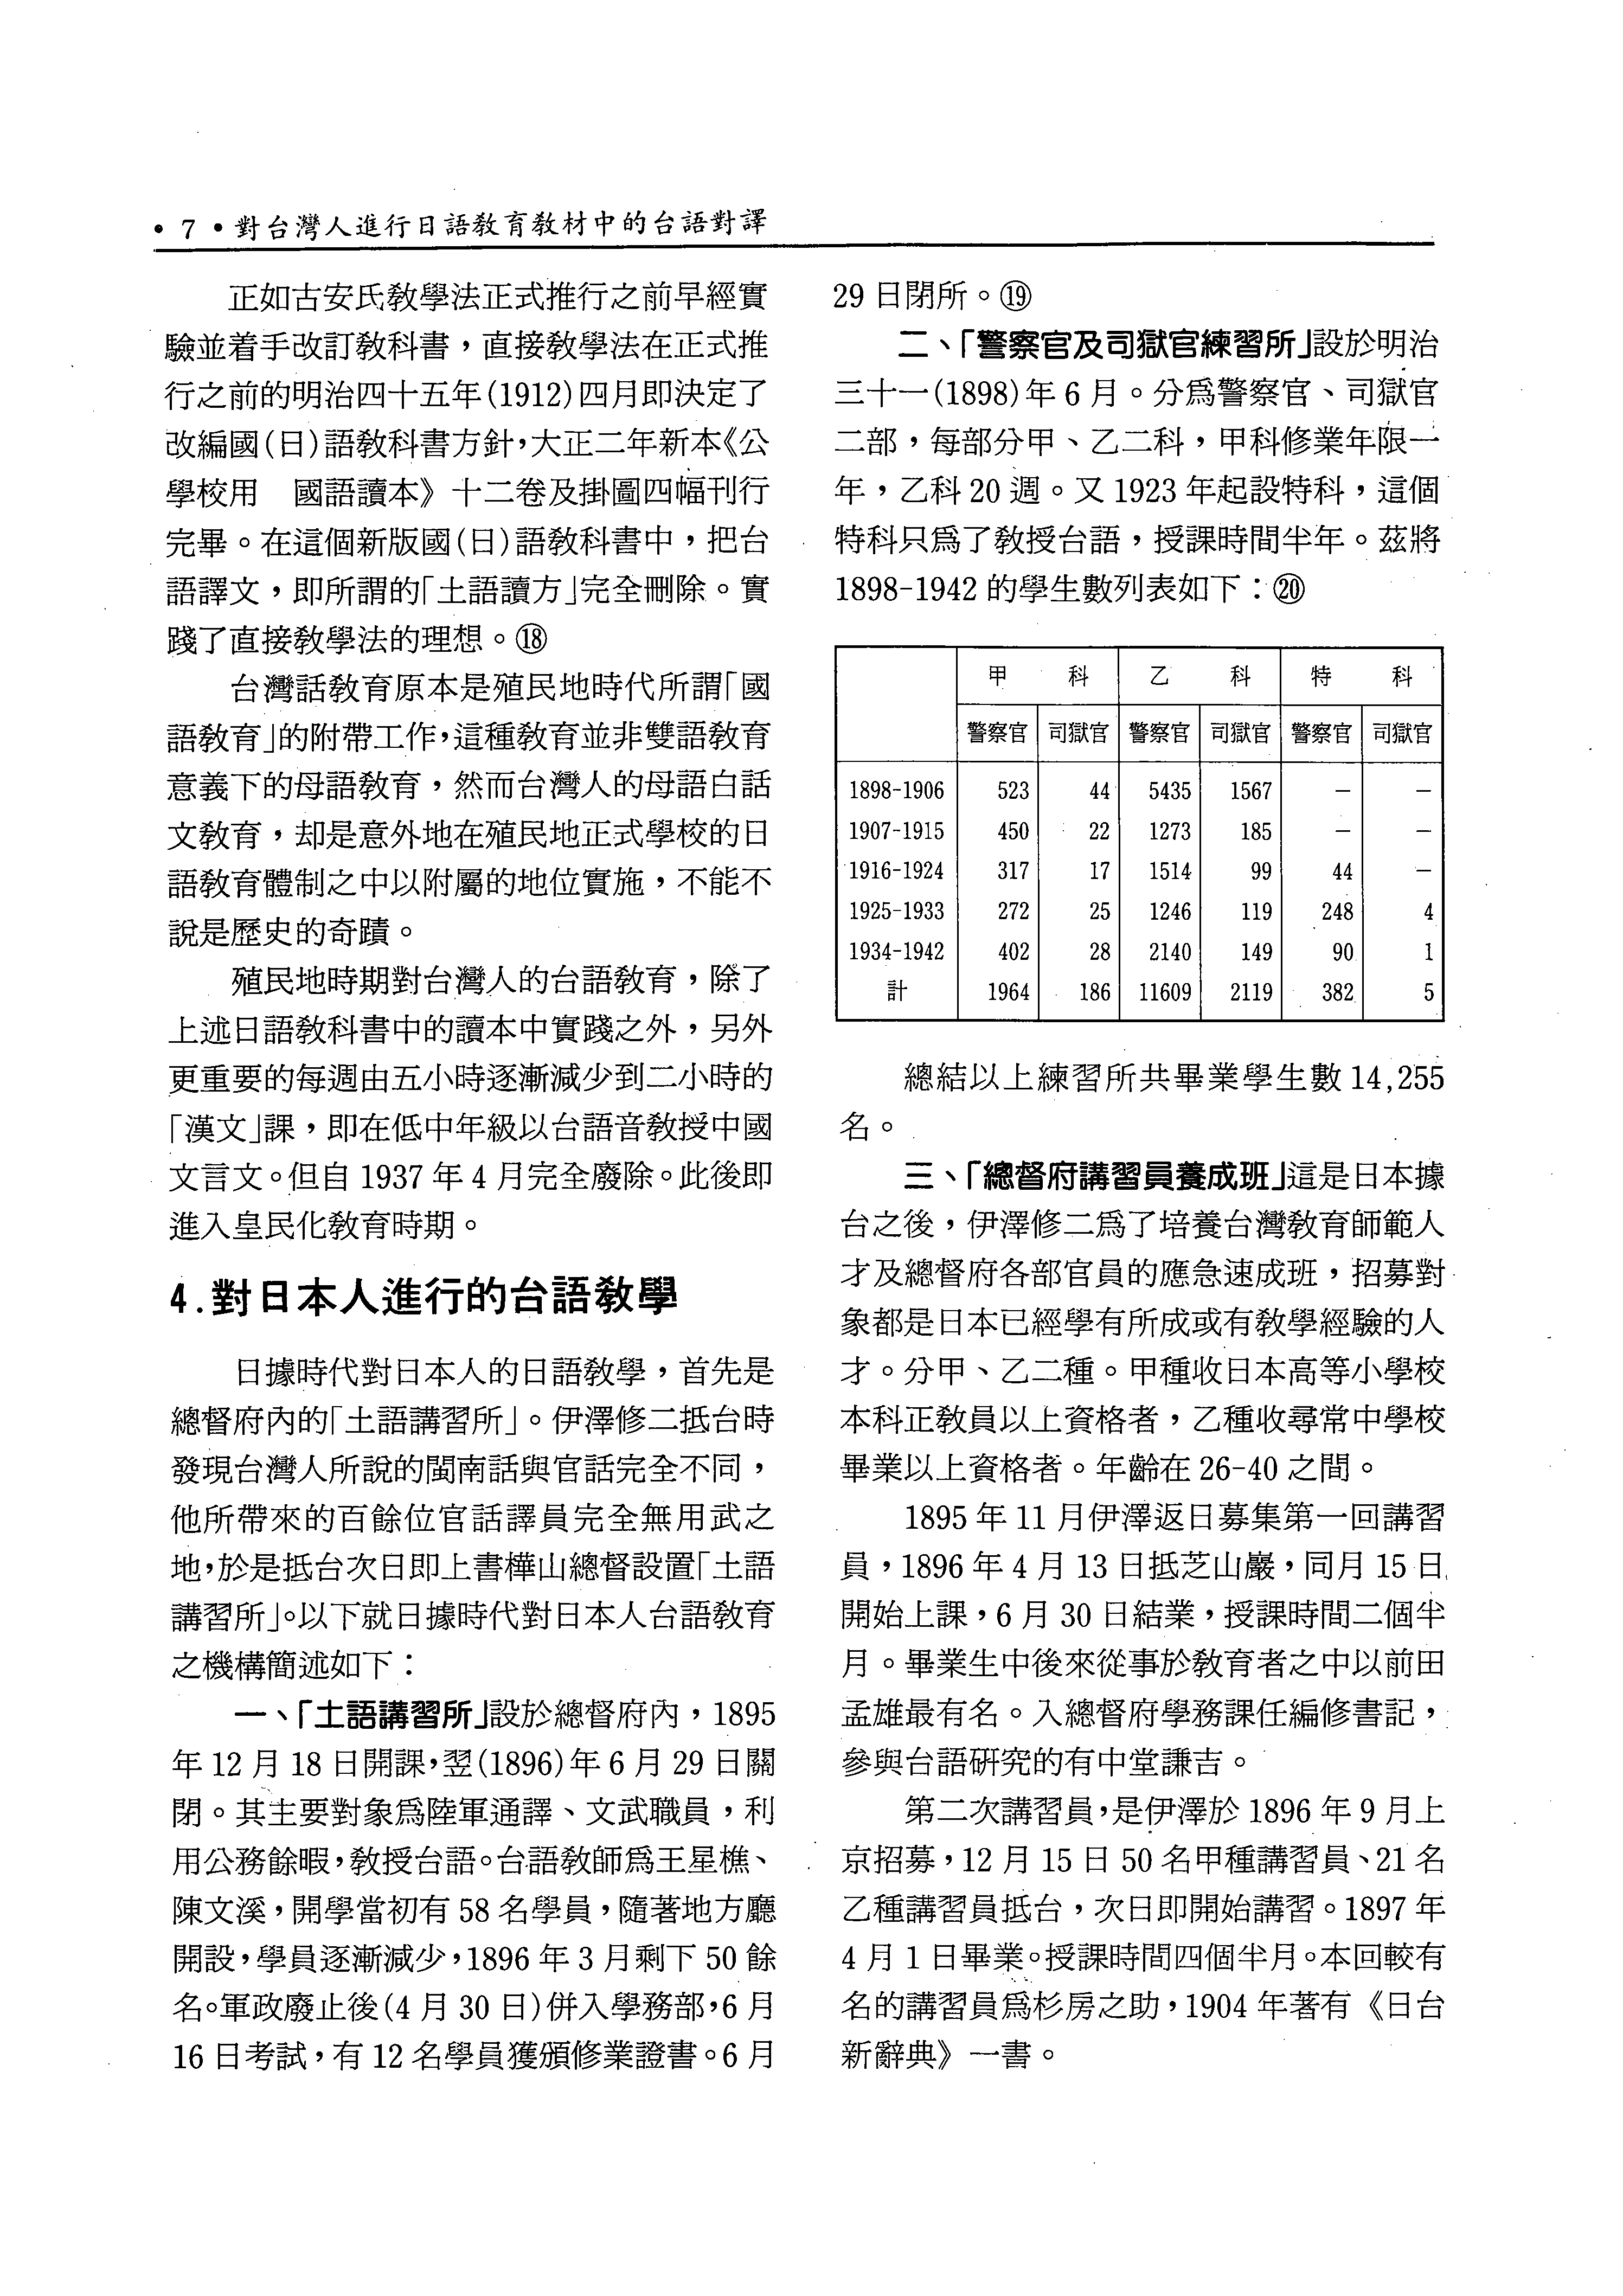 • 7 •對台灣人進行日語教育教材中的台語對譯
正如古安氏教學法正式推行之前早經實
驗並着手改訂教科書，直接教學法在正式推
行之前的明治四十五年(1912)四月即決定了
改編國(日)語教科書方針，大正二年新本《公
學校用　國語讀本》十二卷及掛圖四幅刊行
完畢。在這個新版國(日)語教科書中，把台
語譯文，即所謂的「土語讀方」完全刪除。實
踐了直接教學法的理想。⑱
台灣話教育原本是殖民地時代所謂「國
語教育」的附帶工作，這種教育並非雙語教育
意義下的母語教育，然而台灣人的母語白話
文教育，却是意外地在殖民地正式學校的日
語教育體制之中以附屬的地位實施，不能不
說是歷史的奇蹟。
殖民地時期對台灣人的台語教育，除了
上述日語教科書中的讀本中實踐之外，另外
更重要的每週由五小時逐漸減少到二小時的
「漢文」課，即在低中年級以台語音教授中國
文言文。但自 1937 年 4 月完全廢除。此後即
進入皇民化教育時期。
4.對日本人進行的台語教學
日據時代對日本人的日語教學，首先是
總督府內的「土語講習所」。伊澤修二抵台時
發現台灣人所說的閩南話與官話完全不同，
他所帶來的百餘位官話譯員完全無用武之
地，於是抵台次日即上書樺山總督設置「土語
講習所」。以下就日據時代對日本人台語教育
之機構簡述如下：
一、「土語講習所」設於總督府內，1895
年 12 月 18 日開課，翌(1896)年 6 月 29 日關
閉。其主要對象爲陸軍通譯、文武職員，利
用公務餘暇，教授台語。台語教師爲王星樵、
陳文溪，開學當初有 58 名學員，隨著地方廳
開設，學員逐漸減少，1896 年 3 月剩下 50 餘
名。軍政廢止後(4 月 30 日)併入學務部，6 月
16 日考試，有 12 名學員獲頒修業證書。6 月
29 日閉所。⑲
二、「警察官及司獄官練習所」設於明治
三十一(1898)年 6 月。分爲警察官、司獄官
二部，每部分甲、乙二科，甲科修業年限一
年，乙科 20 週。又 1923 年起設特科，這個
特科只爲了教授台語，授課時間半年。茲將
1898-1942 的學生數列表如下：⑳
甲　科　乙　科　特　科
警察官 司獄官 警察官 司獄官 警察官 司獄官
1898-1906 523 44 5435 1567 － －
1907-1915 450 22 1273 185 － －
1916-1924 317 17 1514 99 44 －
1925-1933 272 25 1246 119 248 4
1934-1942 402 28 2140 149 90 1
計 1964 186 11609 2119 382 5
總結以上練習所共畢業學生數 14,255
名。
三、「總督府講習員養成班」這是日本據
台之後，伊澤修二爲了培養台灣教育師範人
才及總督府各部官員的應急速成班，招募對
象都是日本已經學有所成或有教學經驗的人
才。分甲、乙二種。甲種收日本高等小學校
本科正教員以上資格者，乙種收尋常中學校
畢業以上資格者。年齡在 26-40 之間。
1895 年 11 月伊澤返日募集第一回講習
員，1896 年 4 月 13 日抵芝山巖，同月 15 日
開始上課，6 月 30 日結業，授課時間二個半
月。畢業生中後來從事於教育者之中以前田
孟雄最有名。入總督府學務課任編修書記，
參與台語研究的有中堂謙吉。
第二次講習員，是伊澤於 1896 年 9 月上
京招募，12 月 15 日 50 名甲種講習員、21 名
乙種講習員抵台，次日即開始講習。1897 年
4 月 1 日畢業。授課時間四個半月。本回較有
名的講習員爲杉房之助，1904 年著有《日台
新辭典》一書。